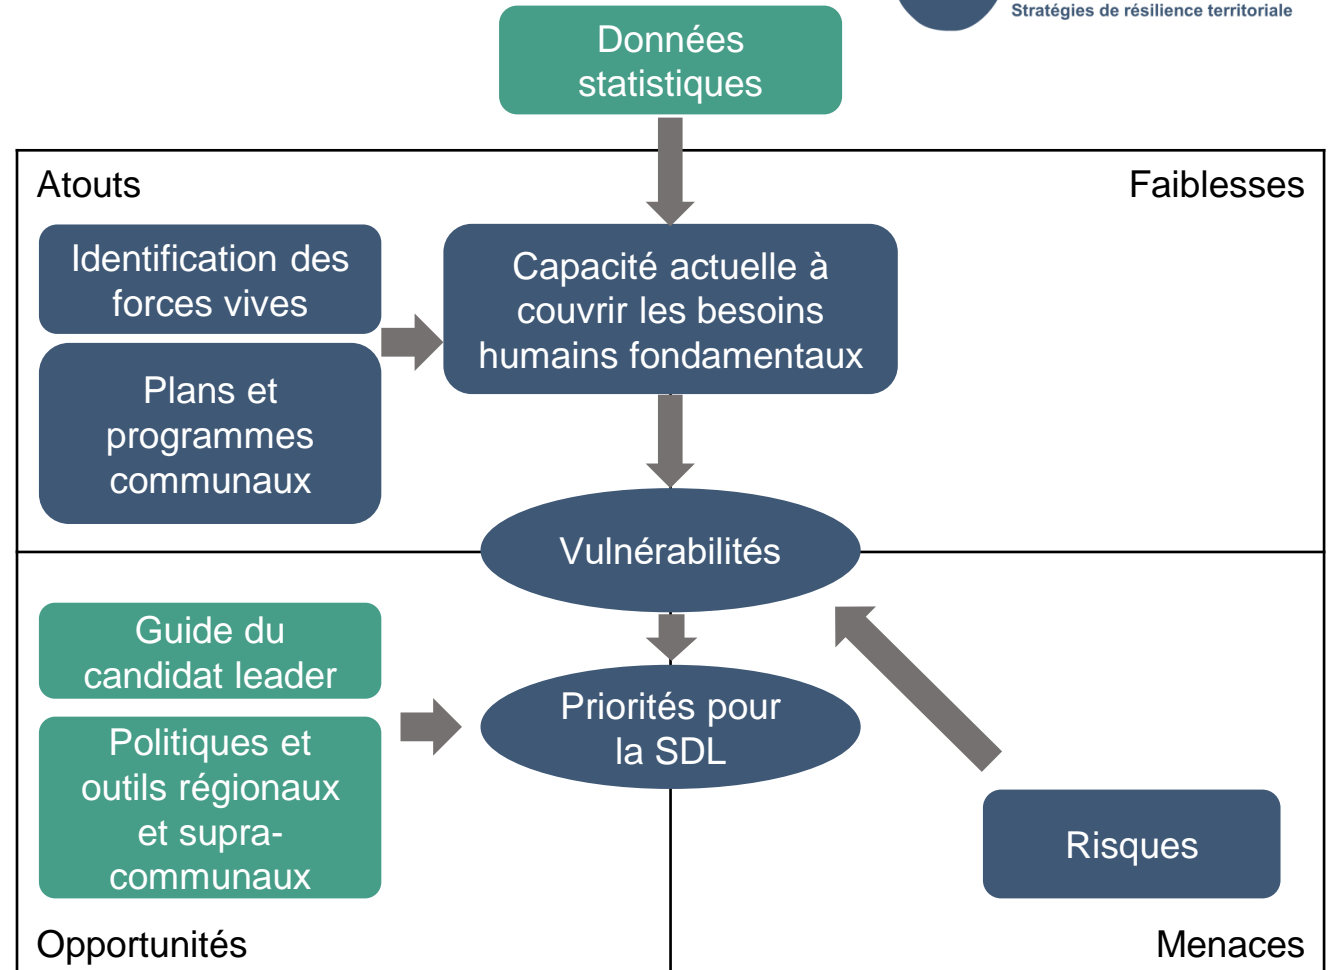 Stratégies de résilience territoriale
Données
statistiques
Atouts
Faiblesses
Identification des
forces vives
Capacité actuelle à
couvrir les besoins
humains fondamentaux
Plans et
programmes
communaux
Vulnérabilités
Guide du
candidat leader
Priorités pour
la SDL
Politiques et
outils régionaux
et supra-
communaux
Risques
Opportunités
Menaces